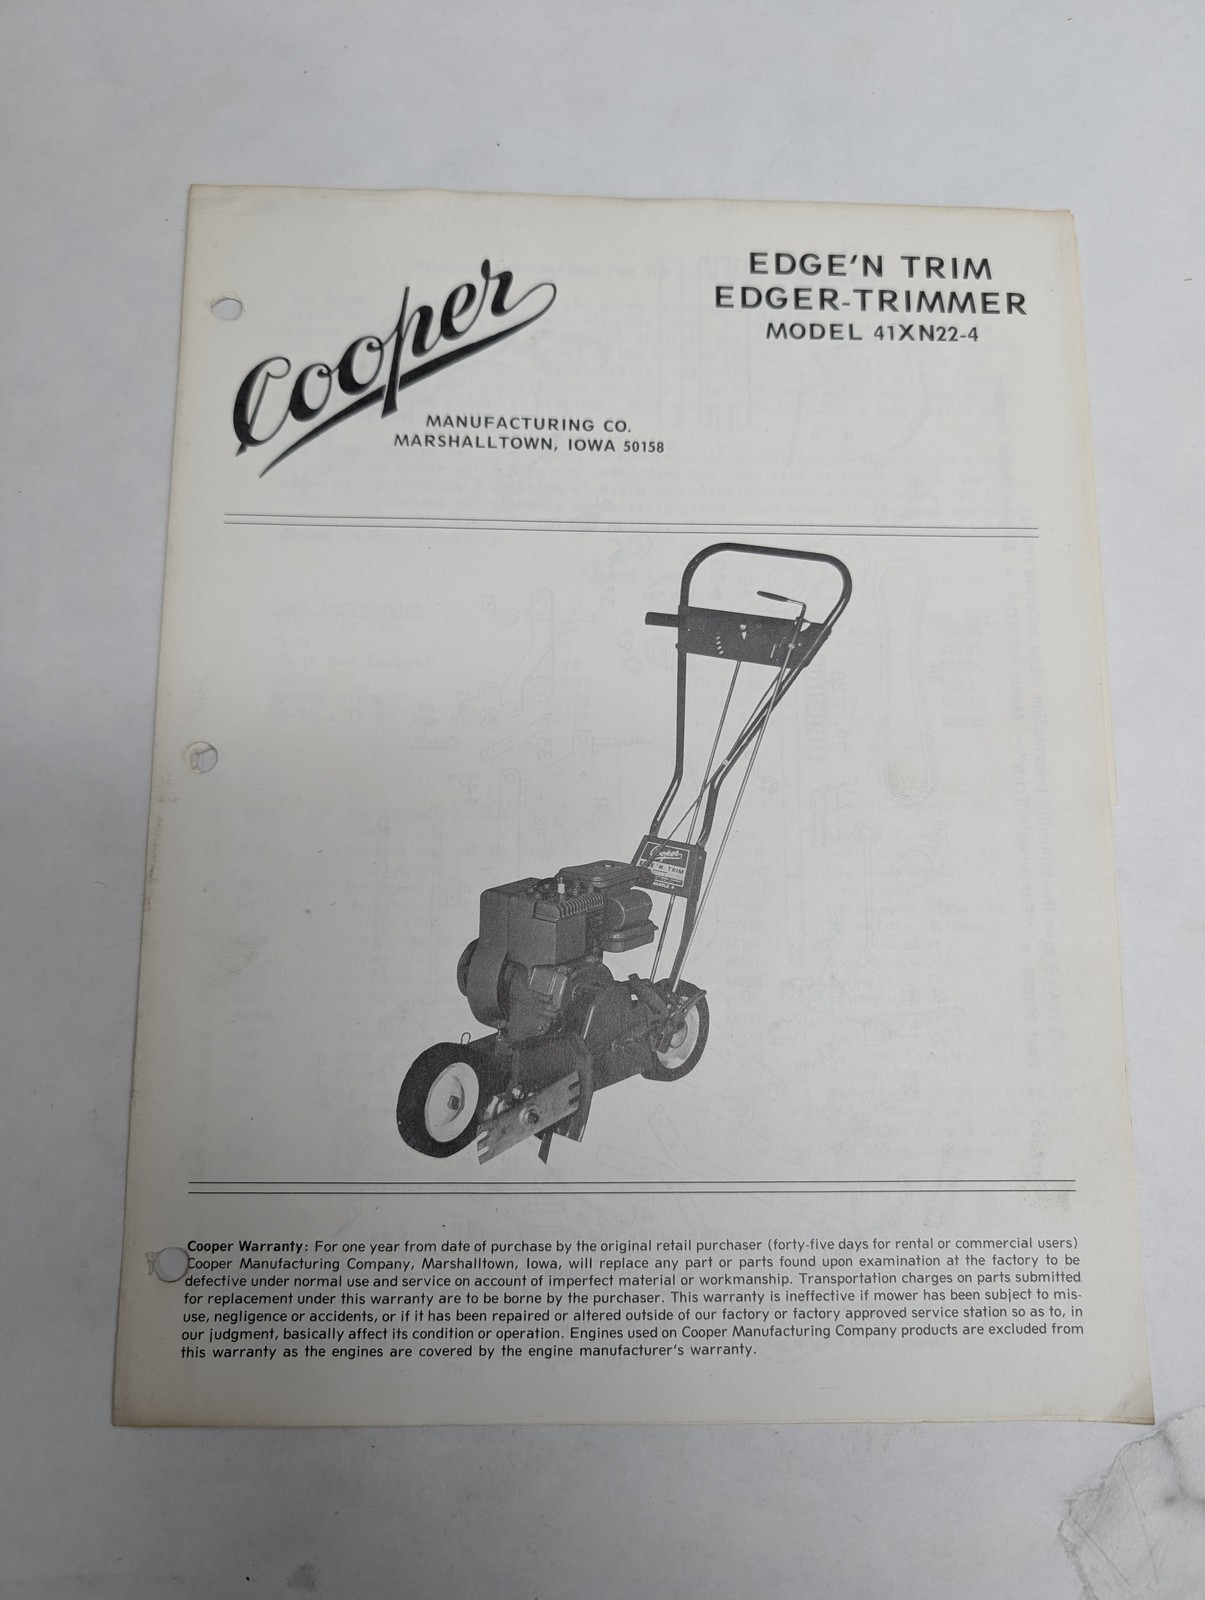 Cooper
MANUFACTURING CO.
MARSHALLTOWN, IOWA 50158
EDGE'N TRIM
EDGER-TRIMMER
MODEL 41XN22-4
Cooper
EDGE 'N TRIM
Cooper Warranty: For one year from date of purchase by the original retail purchaser (forty-five days for rental or commercial users)
Cooper Manufacturing Company, Marshalltown, Iowa, will replace any part or parts found upon examination at the factory to be
defective under normal use and service on account of imperfect material or workmanship. Transportation charges on parts submitted
for replacement under this warranty are to be borne by the purchaser. This warranty is ineffective if mower has been subject to mis-
use, negligence or accidents, or if it has been repaired or altered outside of our factory or factory approved service station so as to, in
our judgment, basically affect its condition or operation. Engines used on Cooper Manufacturing Company products are excluded from
this warranty as the engines are covered by the engine manufacturer's warranty.